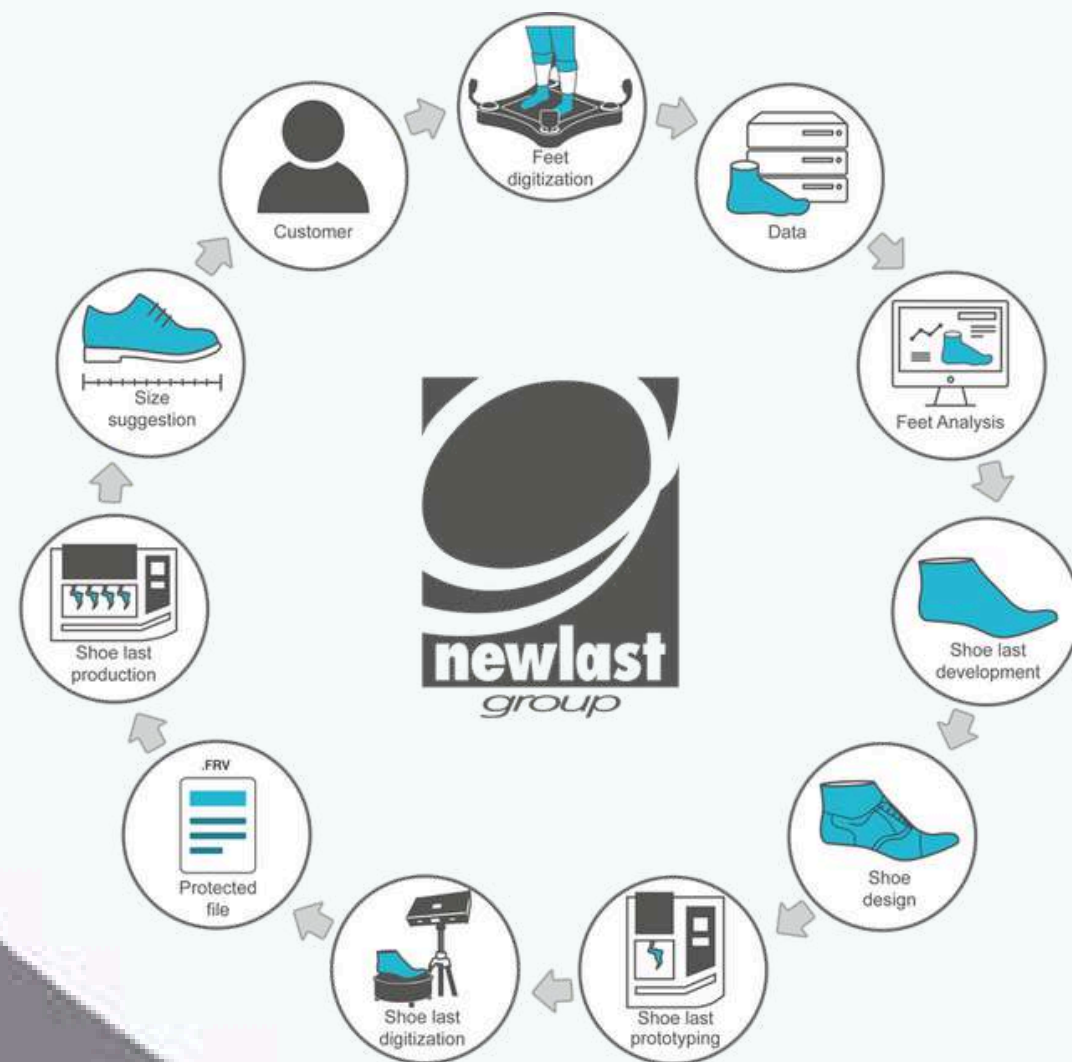 Customer
Feet
digitization
Data
Feet Analysis
Shoe last
development
Shoe
design
Shoe last
prototyping
Shoe last
digitization
.FRV
Protected
file
Shoe last
production
Size
suggestion
newlast
group